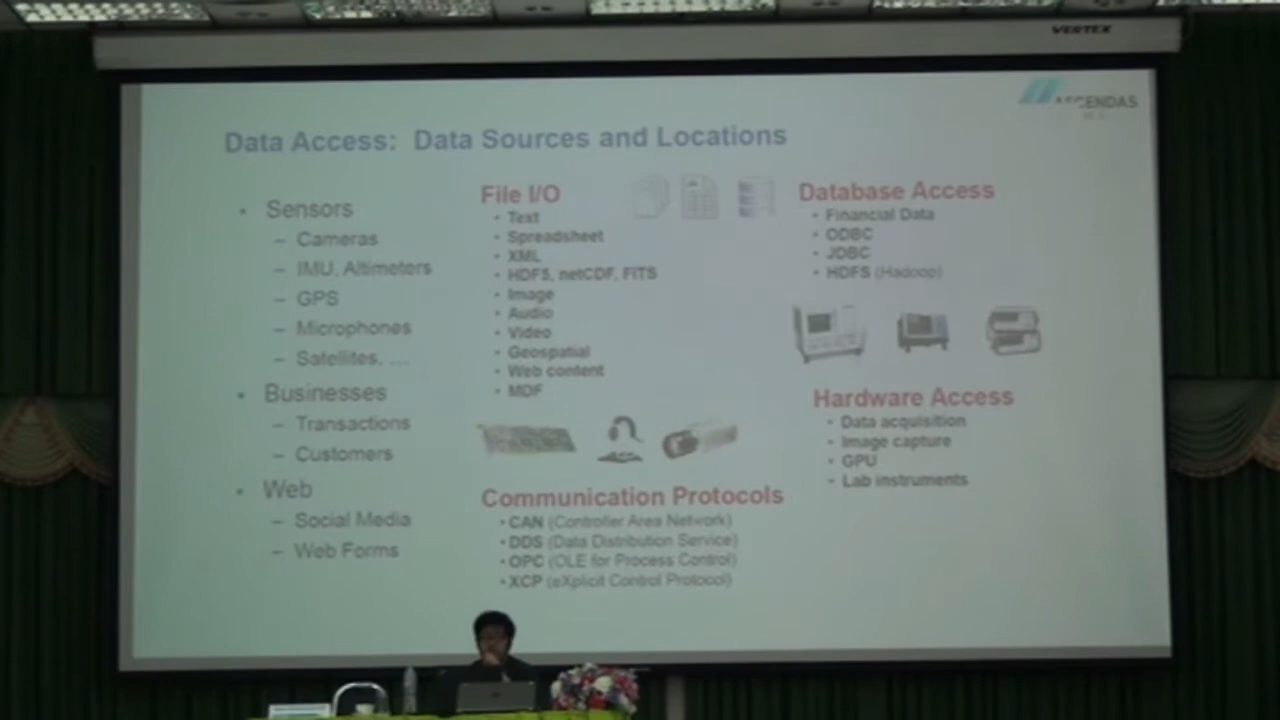 VERTEX
ASCENDAS
Data Access: Data Sources and Locations
• Sensors
– Cameras
– IMU, Altimeters
– GPS
– Microphones
– Satellites, ....
• Businesses
– Transactions
– Customers
• Web
– Social Media
– Web Forms
File I/O
• Text
• Spreadsheet
• XML
• HDF5, netCDF, FITS
• Image
• Audio
• Video
• Geospatial
• Web content
• MDF
Communication Protocols
• CAN (Controller Area Network)
• DDS (Data Distribution Service)
• OPC (OLE for Process Control)
• XCP (eXplicit Control Protocol)
Database Access
• Financial Data
• ODBC
• JDBC
• HDFS (Hadoop)
Hardware Access
• Data acquisition
• Image capture
• GPU
• Lab instruments